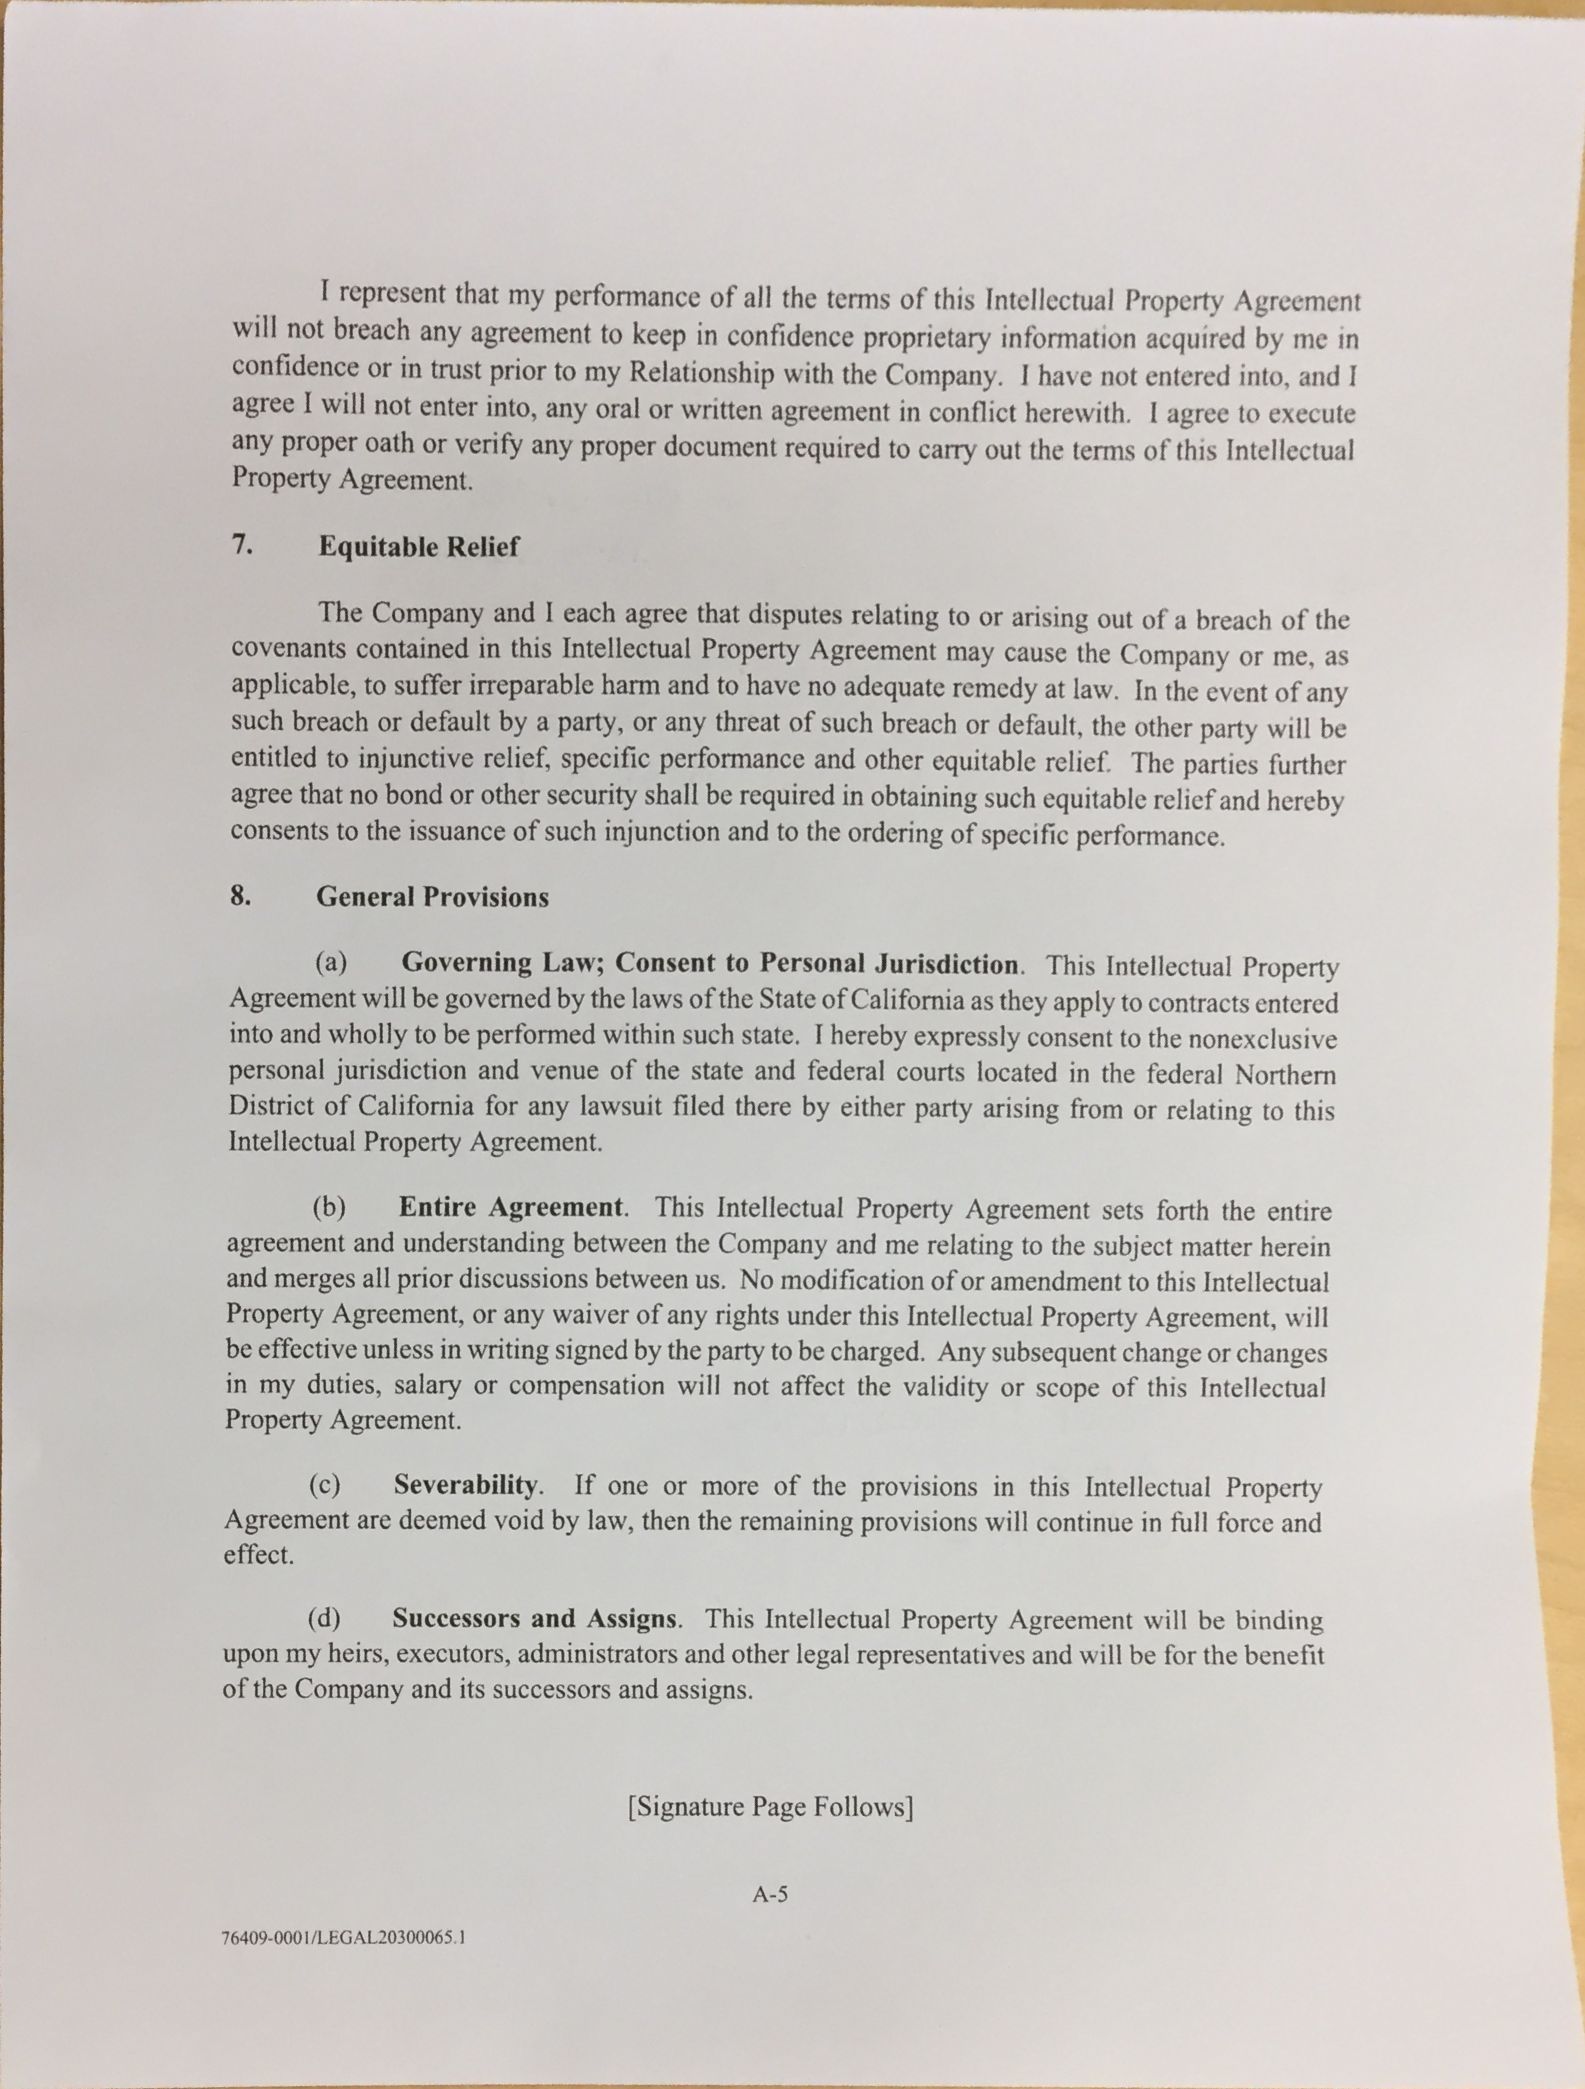 I represent that my performance of all the terms of this Intellectual Property Agreement
will not breach any agreement to keep in confidence proprietary information acquired by me in
confidence or in trust prior to my Relationship with the Company. I have not entered into, and I
agree I will not enter into, any oral or written agreement in conflict herewith. I agree to execute
any proper oath or verify any proper document required to carry out the terms of this Intellectual
Property Agreement.
7. Equitable Relief
The Company and I each agree that disputes relating to or arising out of a breach of the
covenants contained in this Intellectual Property Agreement may cause the Company or me, as
applicable, to suffer irreparable harm and to have no adequate remedy at law. In the event of any
such breach or default by a party, or any threat of such breach or default, the other party will be
entitled to injunctive relief, specific performance and other equitable relief. The parties further
agree that no bond or other security shall be required in obtaining such equitable relief and hereby
consents to the issuance of such injunction and to the ordering of specific performance.
8. General Provisions
(a) Governing Law; Consent to Personal Jurisdiction. This Intellectual Property
Agreement will be governed by the laws of the State of California as they apply to contracts entered
into and wholly to be performed within such state. I hereby expressly consent to the nonexclusive
personal jurisdiction and venue of the state and federal courts located in the federal Northern
District of California for any lawsuit filed there by either party arising from or relating to this
Intellectual Property Agreement.
(b) Entire Agreement. This Intellectual Property Agreement sets forth the entire
agreement and understanding between the Company and me relating to the subject matter herein
and merges all prior discussions between us. No modification of or amendment to this Intellectual
Property Agreement, or any waiver of any rights under this Intellectual Property Agreement, will
be effective unless in writing signed by the party to be charged. Any subsequent change or changes
in my duties, salary or compensation will not affect the validity or scope of this Intellectual
Property Agreement.
(c) Severability. If one or more of the provisions in this Intellectual Property
Agreement are deemed void by law, then the remaining provisions will continue in full force and
effect.
(d) Successors and Assigns. This Intellectual Property Agreement will be binding
upon my heirs, executors, administrators and other legal representatives and will be for the benefit
of the Company and its successors and assigns.
[Signature Page Follows]
A-5
76409-0001/LEGAL20300065.1